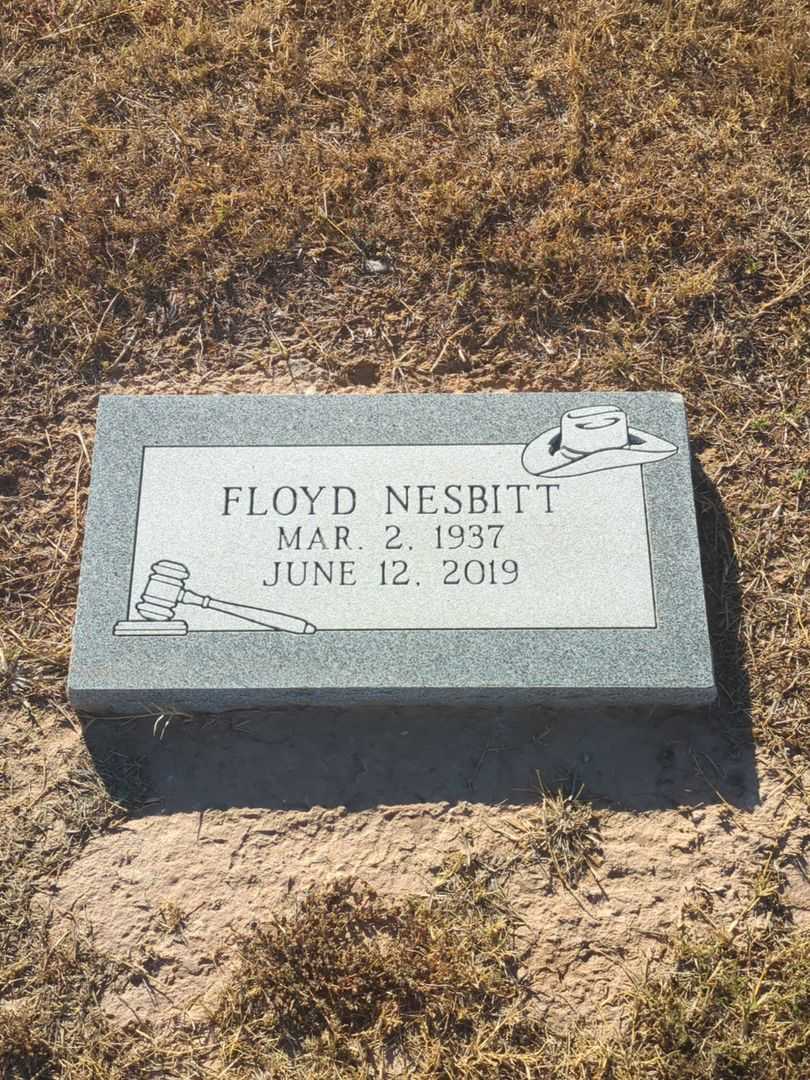 FLOYD NESBITT
MAR. 2, 1937
JUNE 12, 2019